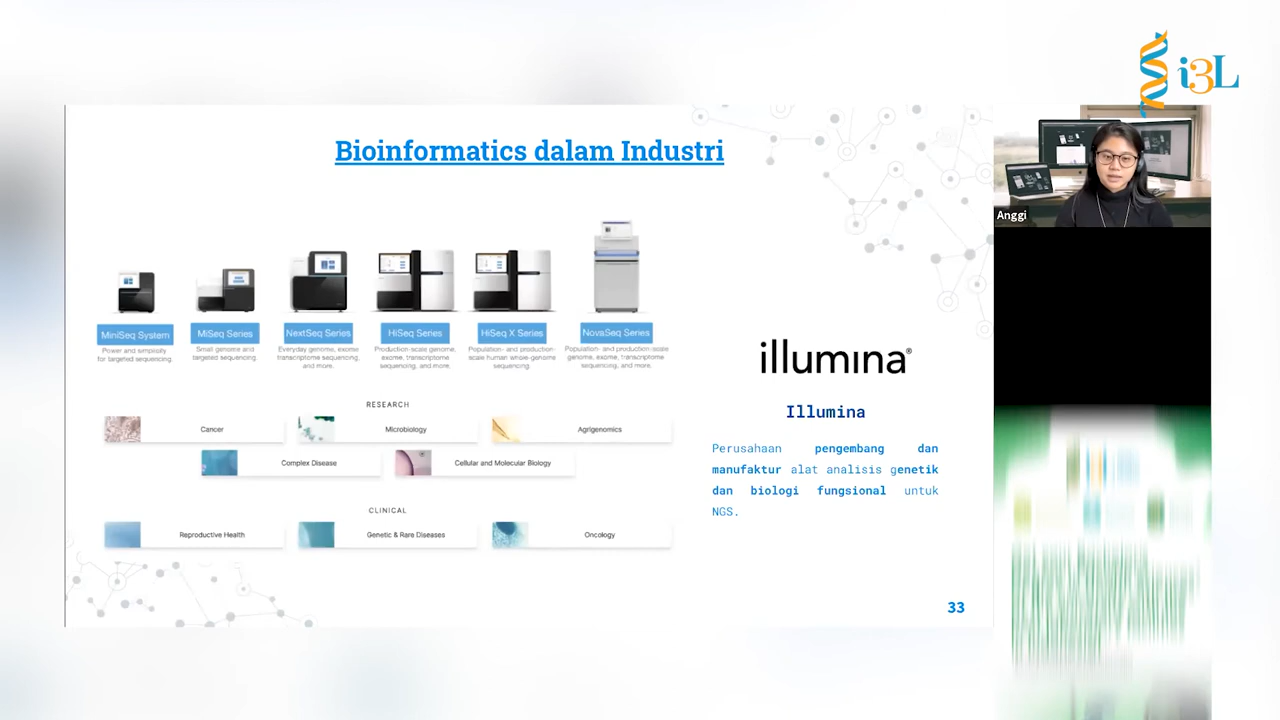 i3L
Bioinformatics dalam Industri
Anggi
MiniSeq System
Power and simplicity
for targeted sequencing.
MiSeq Series
Small genome and
targeted sequencing.
NextSeq Series
Everyday genome, exome
transcriptome sequencing,
and more.
HiSeq Series
Production-scale genome,
exome, transcriptome
sequencing, and more.
HiSeq X Series
Population- and production-
scale human whole-genome
sequencing.
NovaSeq Series
Population- and production-scale
genome, exome, transcriptome
sequencing, and more.
RESEARCH
Cancer
Microbiology
Agrigenomics
Complex Disease
Cellular and Molecular Biology
CLINICAL
Reproductive Health
Genetic & Rare Diseases
Oncology
illumina®
Illumina
Perusahaan pengembang dan
manufaktur alat analisis genetik
dan biologi fungsional untuk
NGS.
33